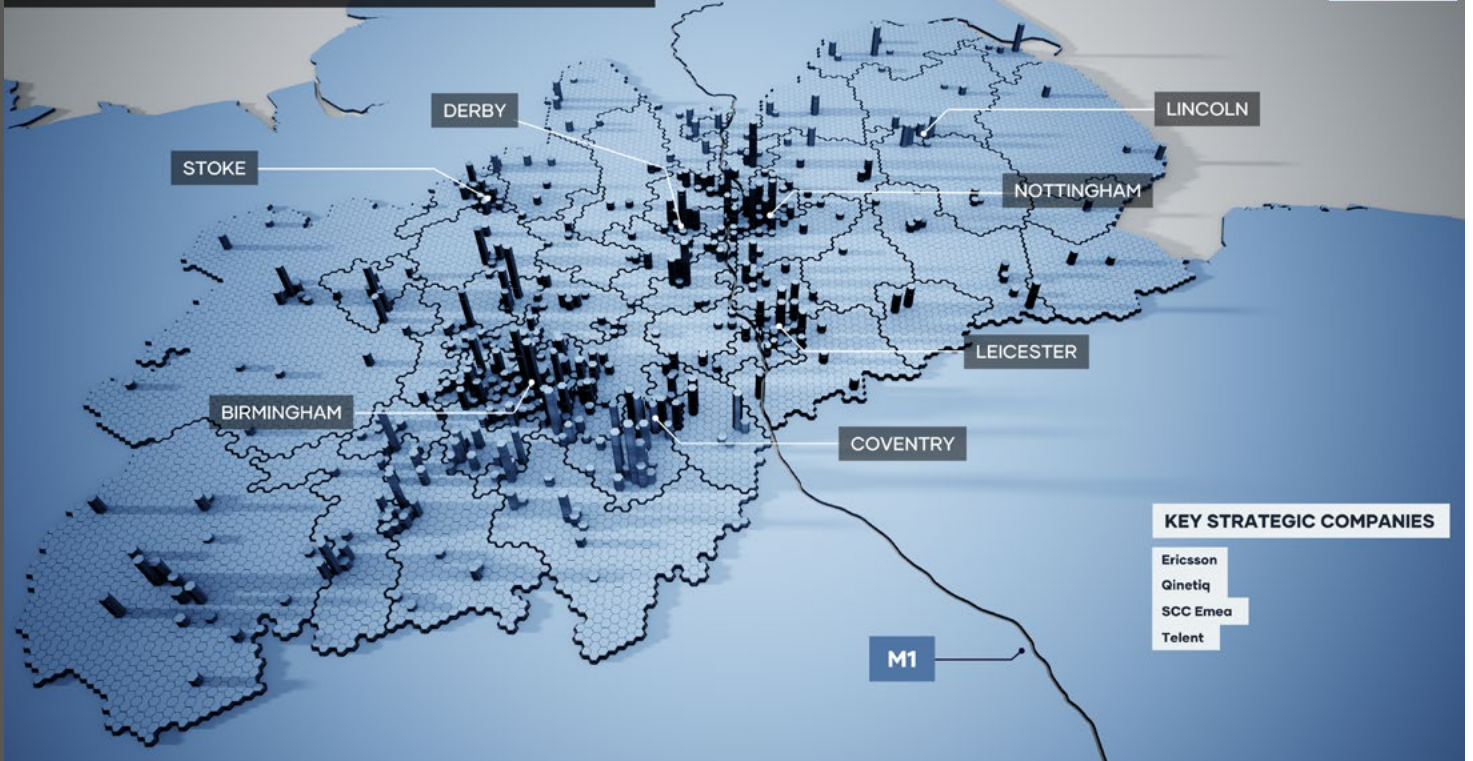 DERBY
LINCOLN
STOKE
NOTTINGHAM
LEICESTER
BIRMINGHAM
COVENTRY
KEY STRATEGIC COMPANIES
Ericsson
Qinetiq
SCC Emea
Telent
M1